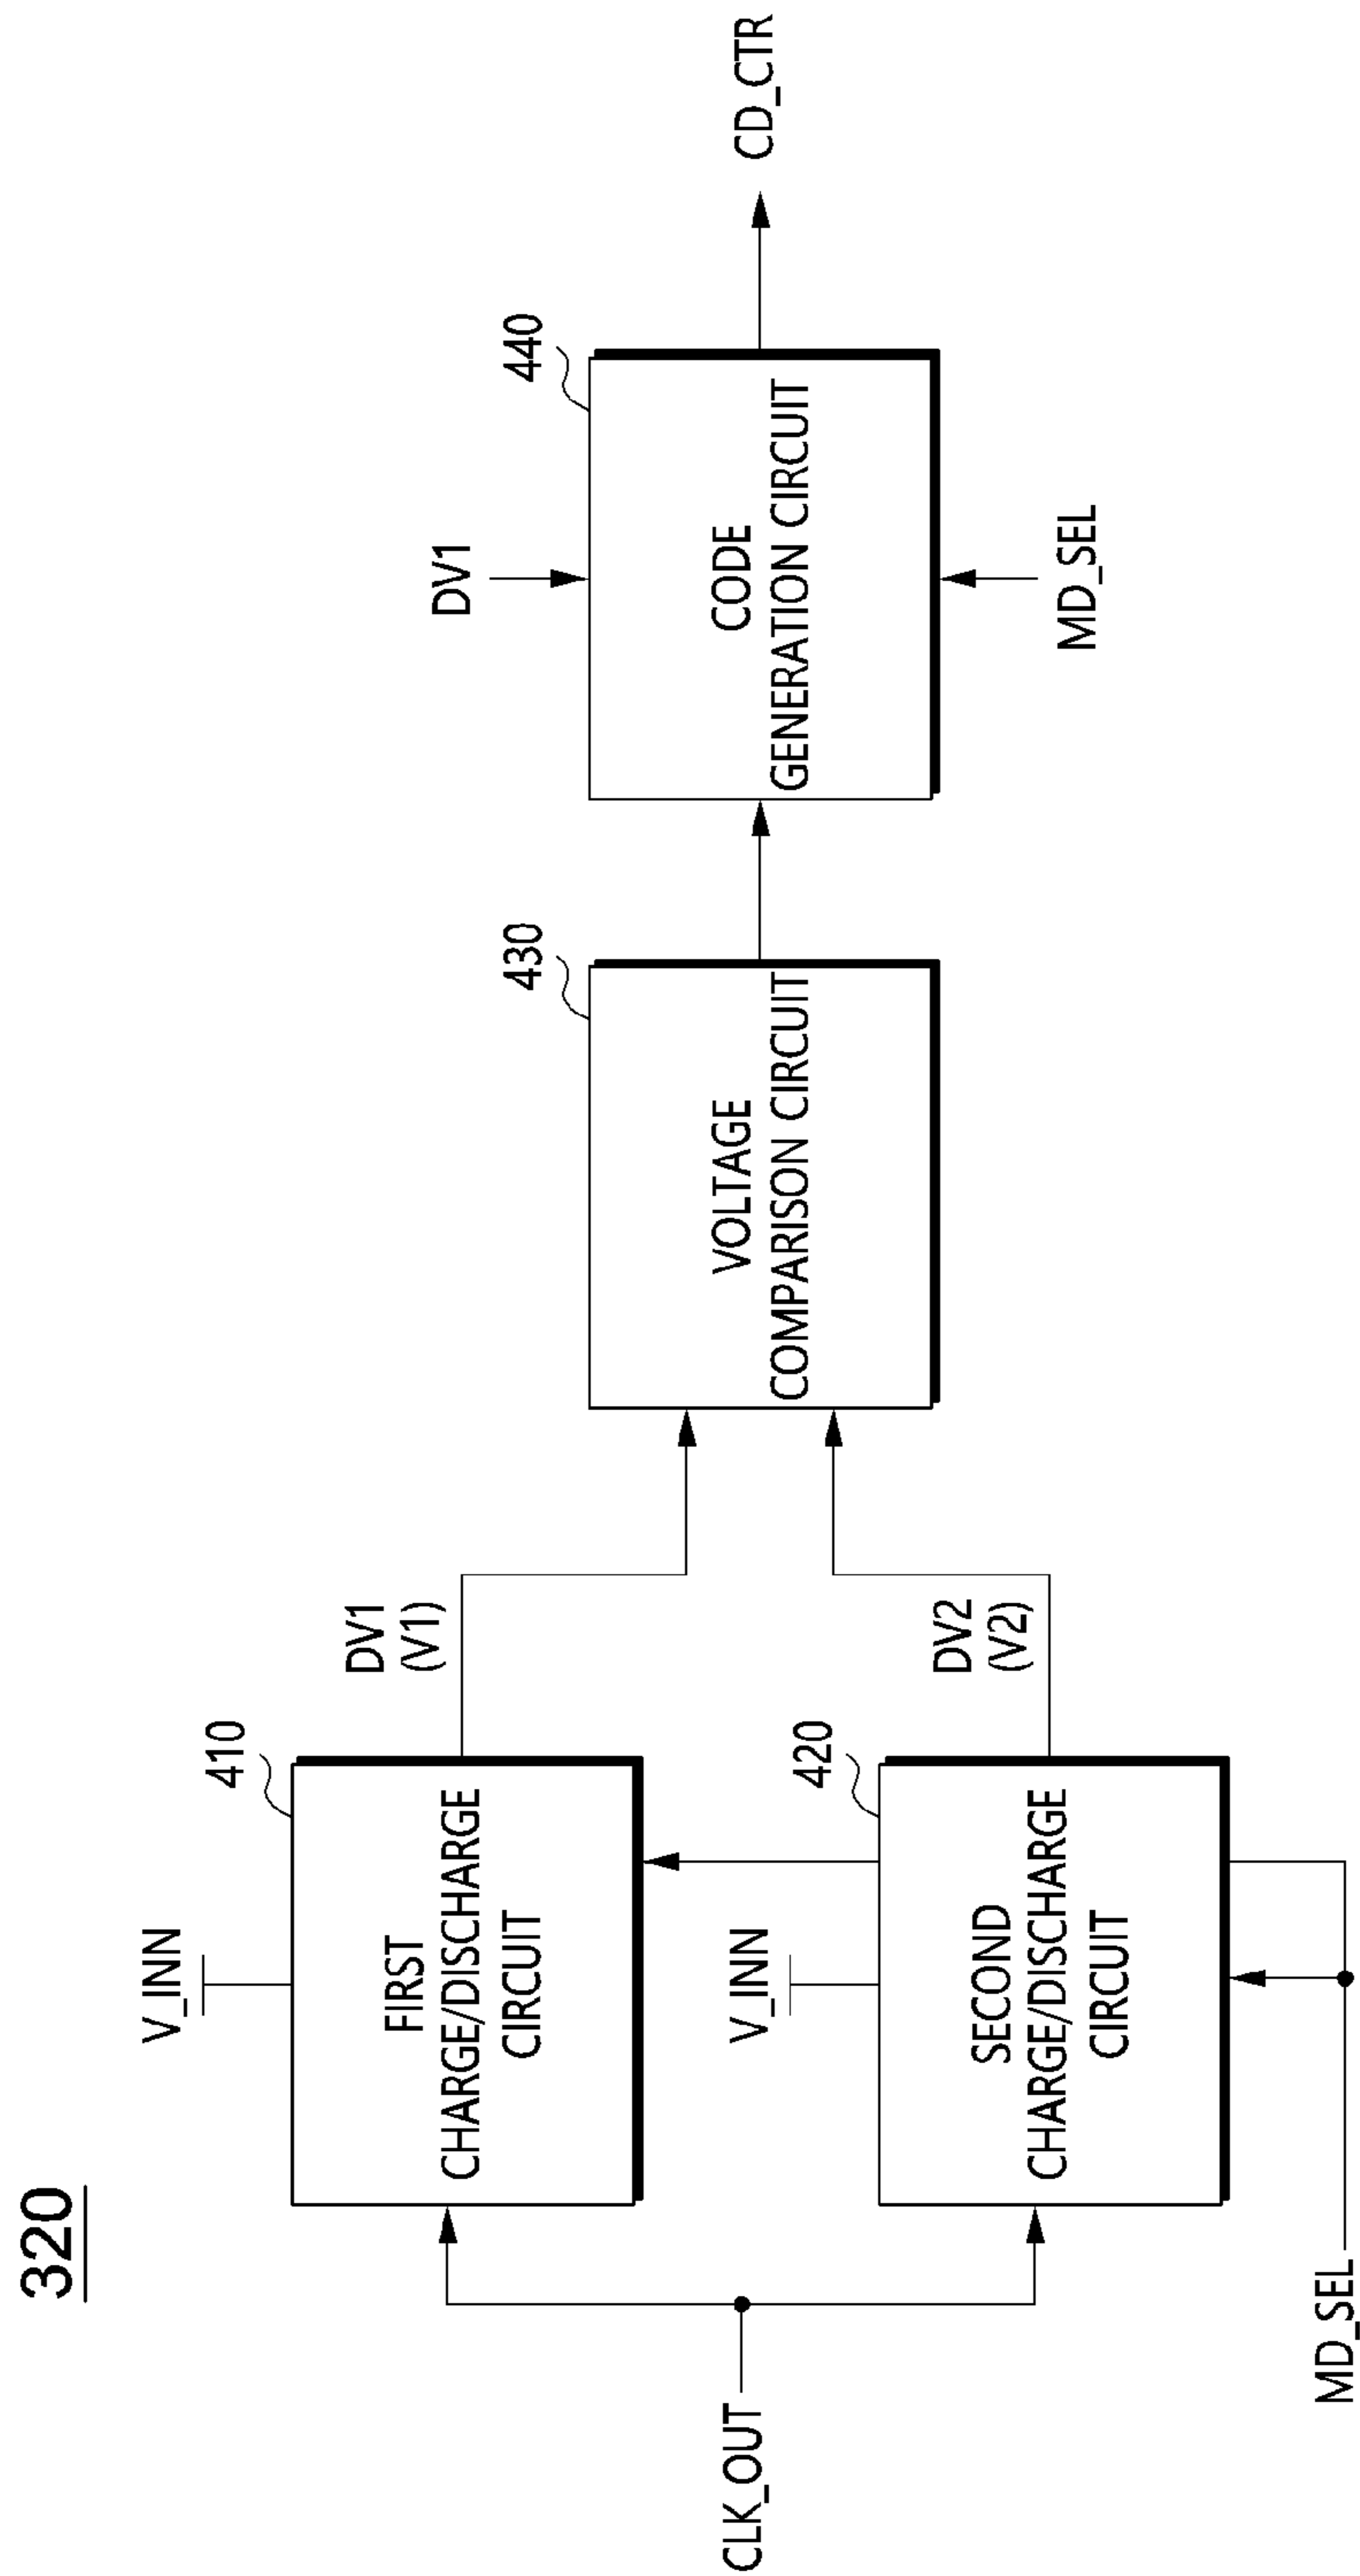 320
V_INN
410
FIRST
CHARGE/DISCHARGE
CIRCUIT
DV1
(V1)
CLK_OUT
V_INN
420
SECOND
CHARGE/DISCHARGE
CIRCUIT
DV2
(V2)
MD_SEL
430
VOLTAGE
COMPARISON CIRCUIT
DV1
440
CODE
GENERATION CIRCUIT
MD_SEL
CD_CTR